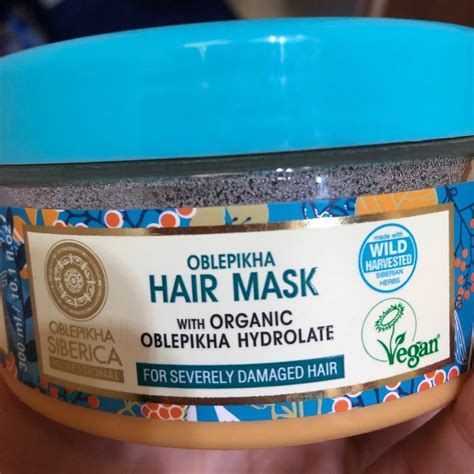 OBLEPIKHA
HAIR MASK
WITH ORGANIC
OBLEPIKHA HYDROLATE
FOR SEVERELY DAMAGED HAIR
OBLEPIKHA
SIBERICA
PROFESSIONAL
300 ml / 10.1 fl.oz
made with
WILD
HARVESTED
SIBERIAN
HERBS
Vegan